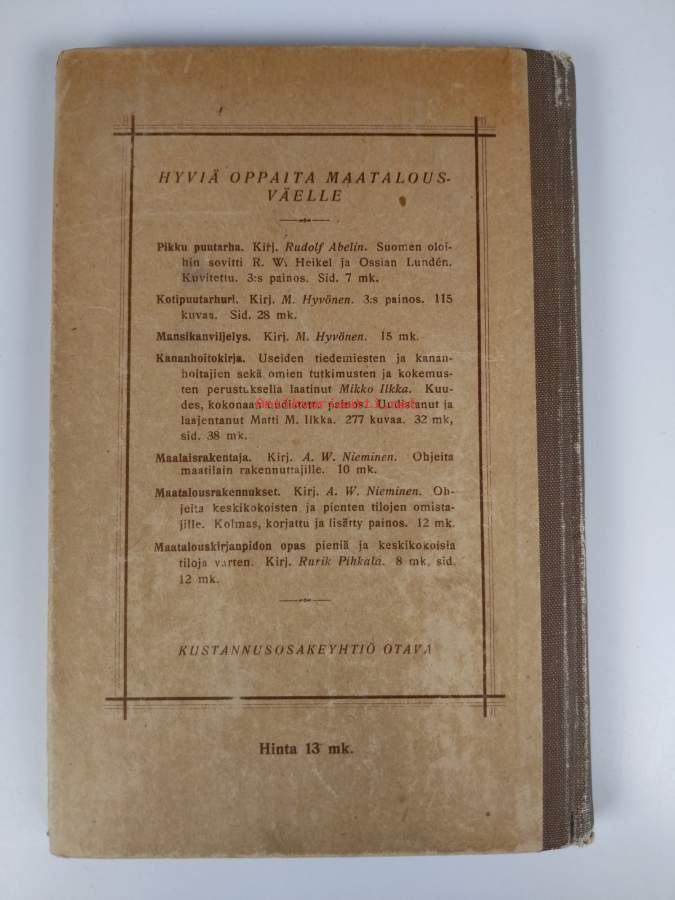 HYVIÄ OPPAITA MAATALOUS-
VÄELLE
Pikku puutarha. Kirj. Rudolf Abelin. Suomen oloi-
hin sovitti R. W. Heikel ja Ossian Lundén.
Kuvitettu. 3:s painos. Sid. 7 mk.
Kotipuutarhuri. Kirj. M. Hyvönen. 3:s painos. 115
kuvaa. Sid. 28 mk.
Mansikanviljelys. Kirj. M. Hyvönen. 15 mk.
Kananhoitokirja. Useiden tiedemiesten ja kanan-
hoitajien sekä omien tutkimusten ja kokemus-
ten perustuksella laatinut Mikko Ilkka. Kuu-
des, kokonaan uudistettu painos. Uudistanut ja
laajentanut Matti M. Ilkka. 277 kuvaa. 32 mk,
sid. 38 mk.
Maalaisrakentaja. Kirj. A. W. Nieminen. Ohjeita
maatilain rakennuttajille. 10 mk.
Maatalousrakennukset. Kirj. A. W. Nieminen. Oh-
jeita keskikokoisten ja pienten tilojen omista-
jille. Kolmas, korjattu ja lisätty painos. 12 mk.
Maatalouskirjanpidon opas pieniä ja keskikokoisia
tiloja varten. Kirj. Rurik Pihkala. 8 mk, sid.
12 mk.
KUSTANNUSOSAKEYHTIÖ OTAVA
Hinta 13 mk.